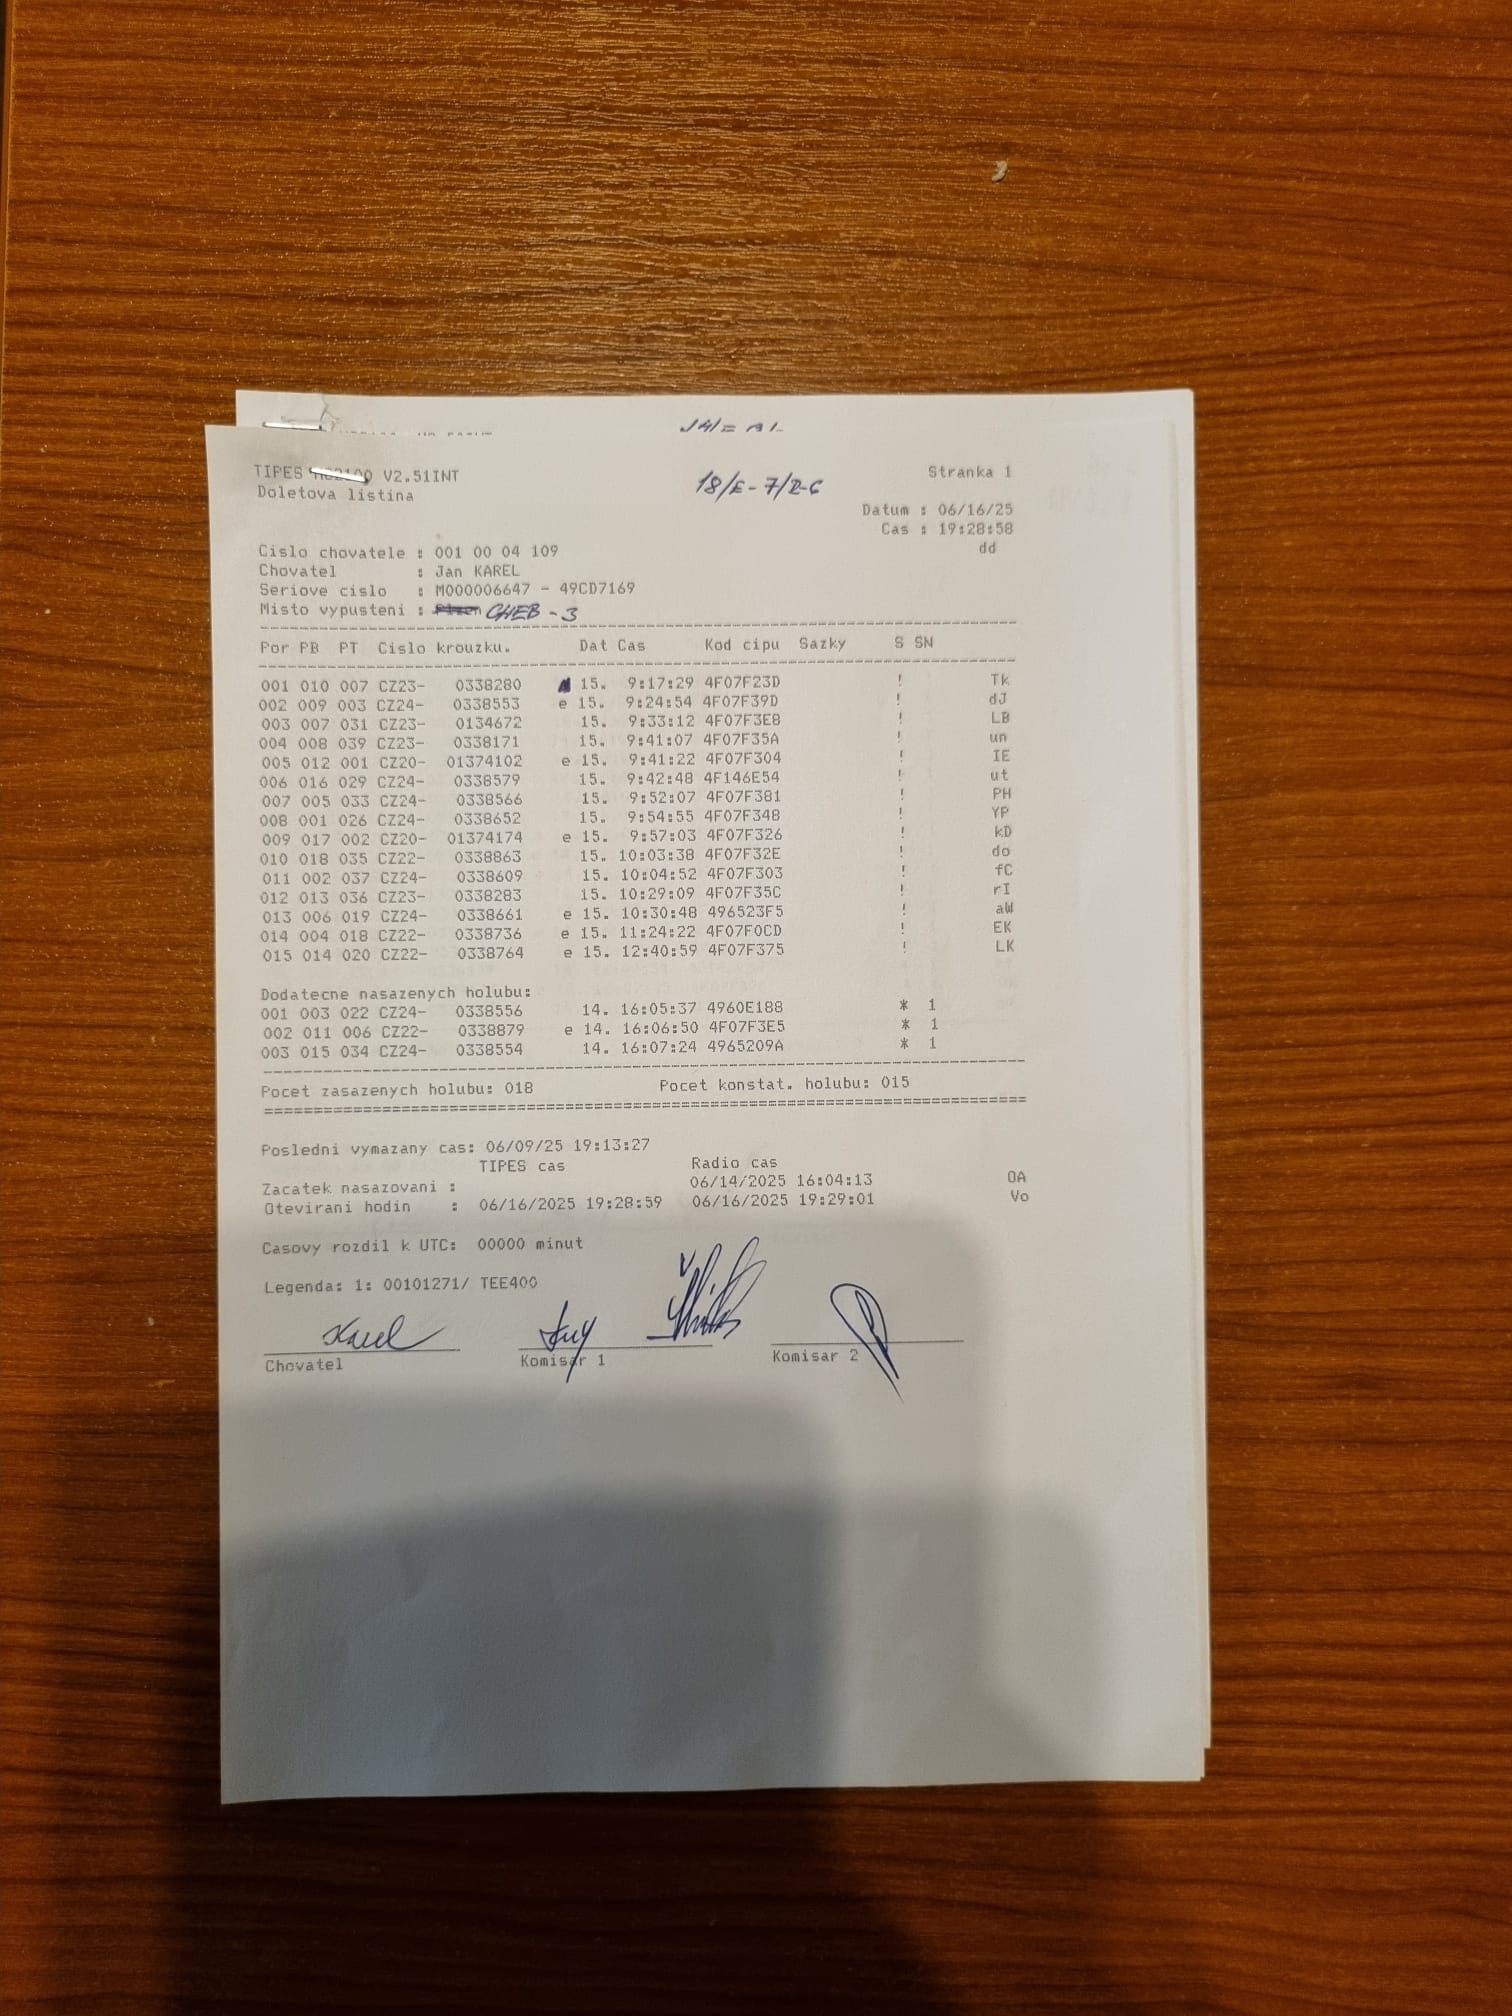 18/E-7/2-6
TIPES V2.51INT Stranka 1
Doletova listina
Datum : 06/16/25
Cas : 19:28:58
dd
Cislo chovatele : 001 00 04 109
Chovatel : Jan KAREL
Seriove cislo : M000006647 - 49CD7169
Misto vypusteni : CHEB - 3
Por PB PT Cislo krouzku. Dat Cas Kod cipu Sazky S SN
001 010 007 CZ23- 0338280 15. 9:17:29 4F07F23D ! Tk
002 009 003 CZ24- 0338553 e 15. 9:24:54 4F07F39D ! dJ
003 007 031 CZ23- 0134672 15. 9:33:12 4F07F3E8 ! LB
004 008 039 CZ23- 0338171 15. 9:41:07 4F07F35A ! un
005 012 001 CZ20- 01374102 e 15. 9:41:22 4F07F304 ! IE
006 016 029 CZ24- 0338579 15. 9:42:48 4F146E54 ! ut
007 005 033 CZ24- 0338566 15. 9:52:07 4F07F381 ! PH
008 001 026 CZ24- 0338652 15. 9:54:55 4F07F348 ! YP
009 017 002 CZ20- 01374174 e 15. 9:57:03 4F07F326 ! kD
010 018 035 CZ22- 0338863 15. 10:03:38 4F07F32E ! do
011 002 037 CZ24- 0338609 15. 10:04:52 4F07F303 ! fC
012 013 036 CZ23- 0338283 15. 10:29:09 4F07F35C ! rI
013 006 019 CZ24- 0338661 e 15. 10:30:48 496523F5 ! aW
014 004 018 CZ22- 0338736 e 15. 11:24:22 4F07F0CD ! EK
015 014 020 CZ22- 0338764 e 15. 12:40:59 4F07F375 ! LK
Dodatecne nasazenych holubu:
001 003 022 CZ24- 0338556 14. 16:05:37 4960E188 * 1
002 011 006 CZ22- 0338879 e 14. 16:06:50 4F07F3E5 * 1
003 015 034 CZ24- 0338554 14. 16:07:24 4965209A * 1
Pocet zasazenych holubu: 018 Pocet konstat. holubu: 015
Posledni vymazany cas: 06/09/25 19:13:27
TIPES cas Radio cas
Zacatek nasazovani : 06/14/2025 16:04:13 OA
Otevirani hodin : 06/16/2025 19:28:59 06/16/2025 19:29:01 Vo
Casovy rozdil k UTC: 00000 minut
Legenda: 1: 00101271/ TEE400
Karel
Chovatel Komisar 1 Komisar 2